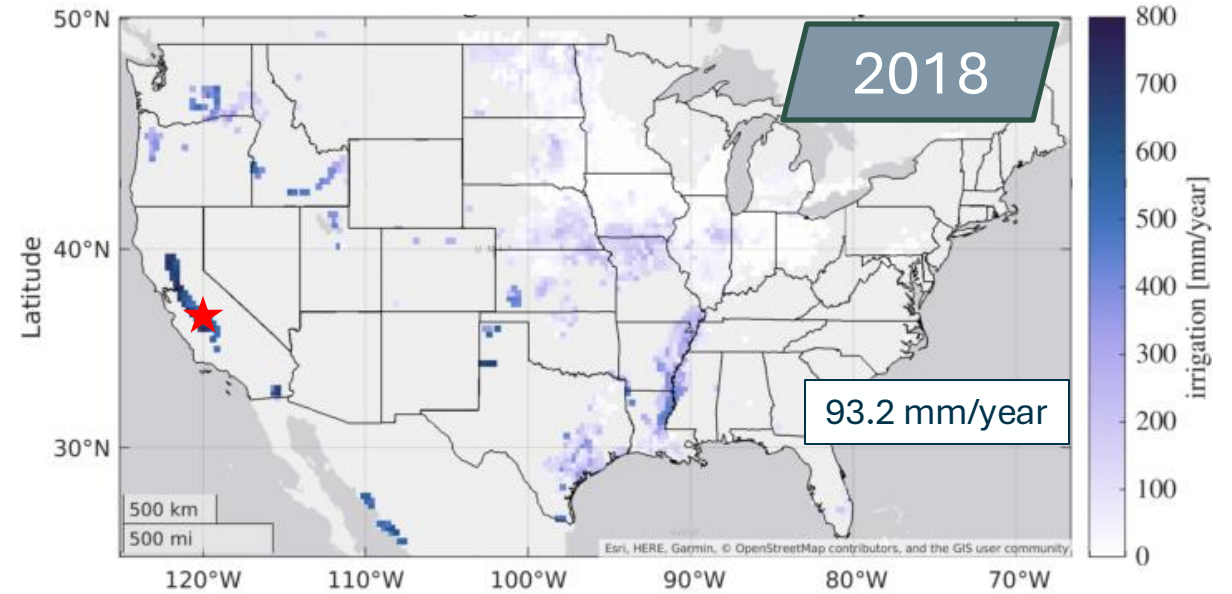 50°N
40°N
30°N
Latitude
2018
93.2 mm/year
500 km
500 mi
Esri, HERE, Garmin, © OpenStreetMap contributors, and the GIS user community
120°W 110°W 100°W 90°W 80°W 70°W
800
700
600
500
400
300
200
100
0
irrigation [mm/year]